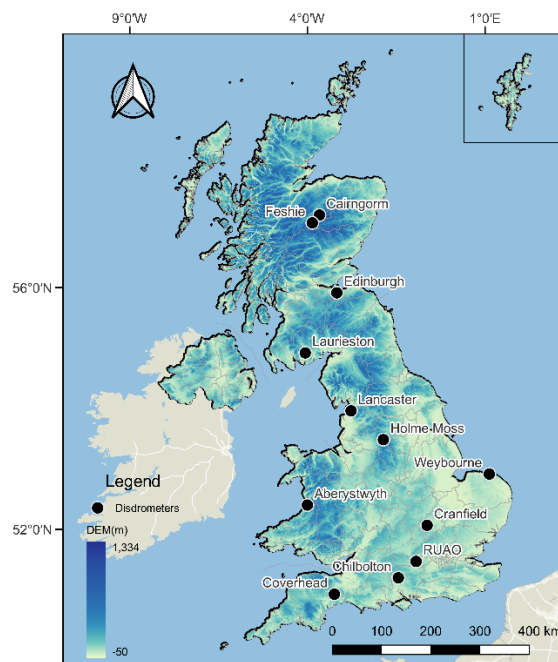 9,0°W
4,0°W
1,0°E
Cairngorm
Feshie
56°0'N
Edinburgh
Laurieston
Lancaster
Holme-Moss
Weybourne
Legend
Disdrometers
Aberystwyth
Cranfield
52°0'N
DEM(m)
1,334
RUAO
Chilbolton
Coverhead
-50
0 100 200 300 400 km